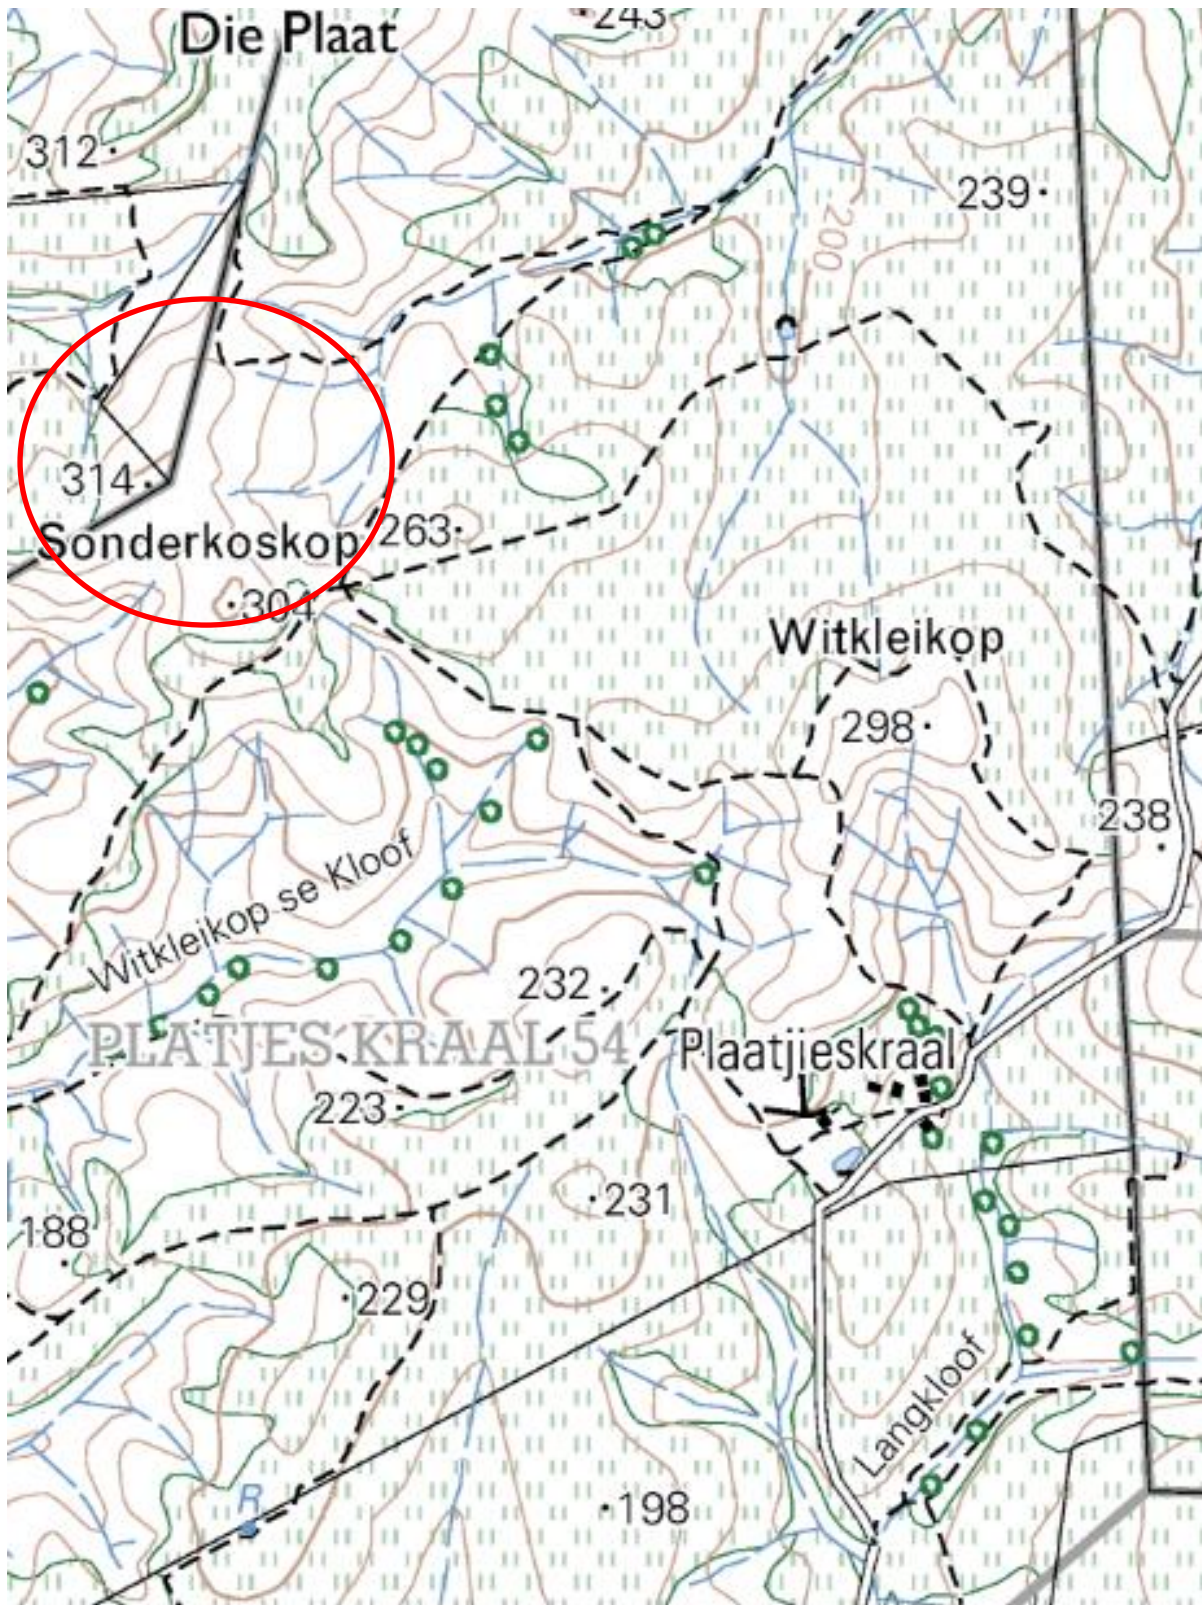 243
Die Plaat
312
239
200
314
263
Sonderkoskop
304
Witkleikop
298
238
Witkleikop se Kloof
232
PLATJES KRAAL 54
Plaatjieskraal
223
231
188
229
Langkloof
R
198